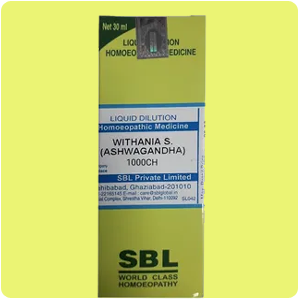 Net 30 ml
LIQUID DILUTION
HOMOEOPATHIC MEDICINE
LIQUID DILUTION
Homoeopathic Medicine
WITHANIA S.
(ASHWAGANDHA)
1000CH
SBL Private Limited
hibabad, Ghaziabad-201010
SBL
WORLD CLASS
HOMOEOPATHY